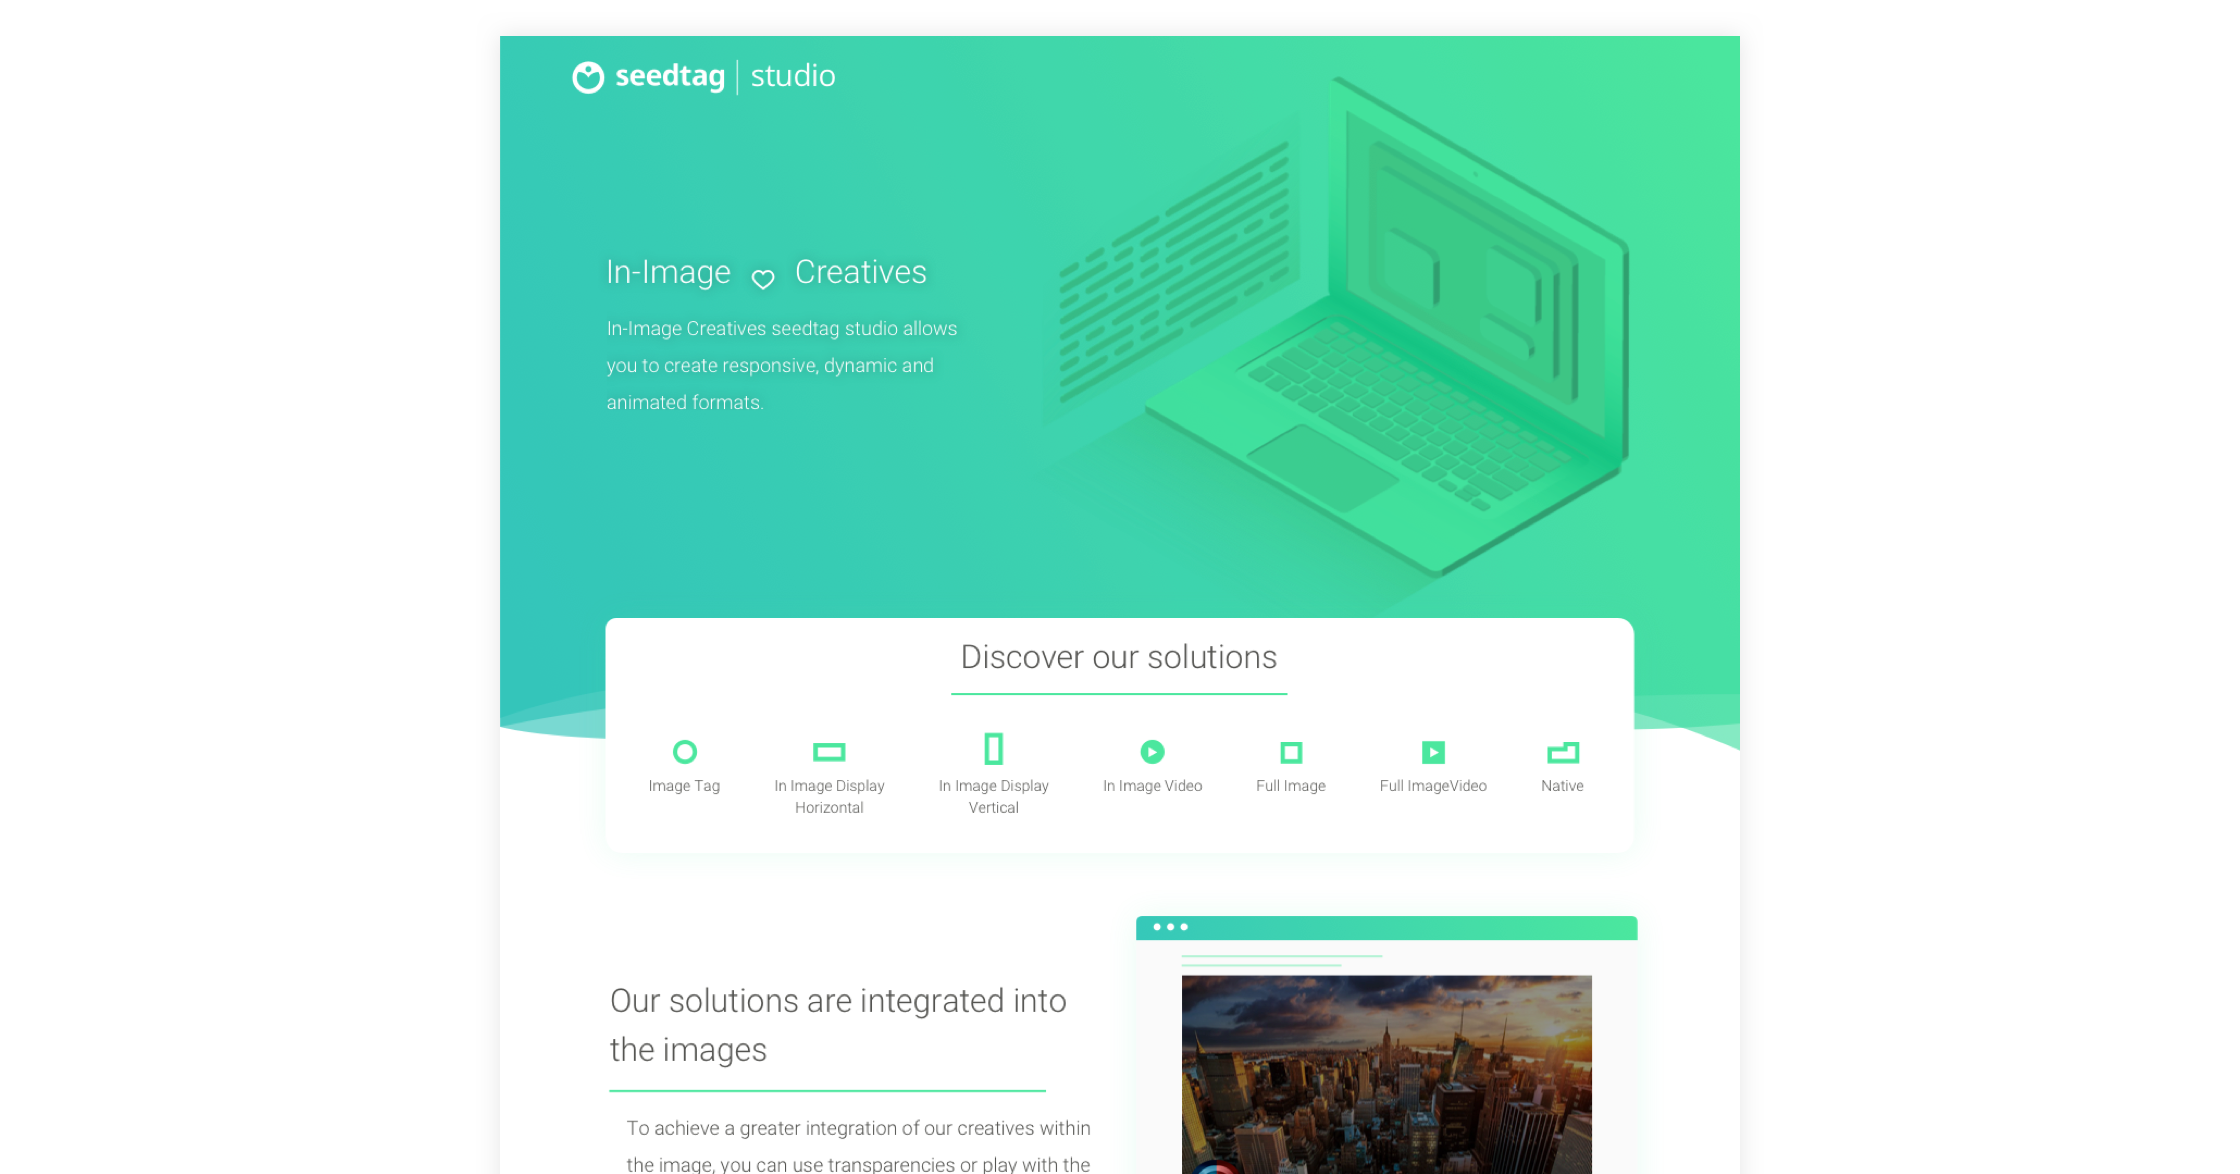 seedtag | studio
In-Image Creatives
In-Image Creatives seedtag studio allows
you to create responsive, dynamic and
animated formats.
Discover our solutions
Image Tag
In Image Display
Horizontal
In Image Display
Vertical
In Image Video
Full Image
Full ImageVideo
Native
Our solutions are integrated into
the images
To achieve a greater integration of our creatives within
the image, you can use transparencies or play with the